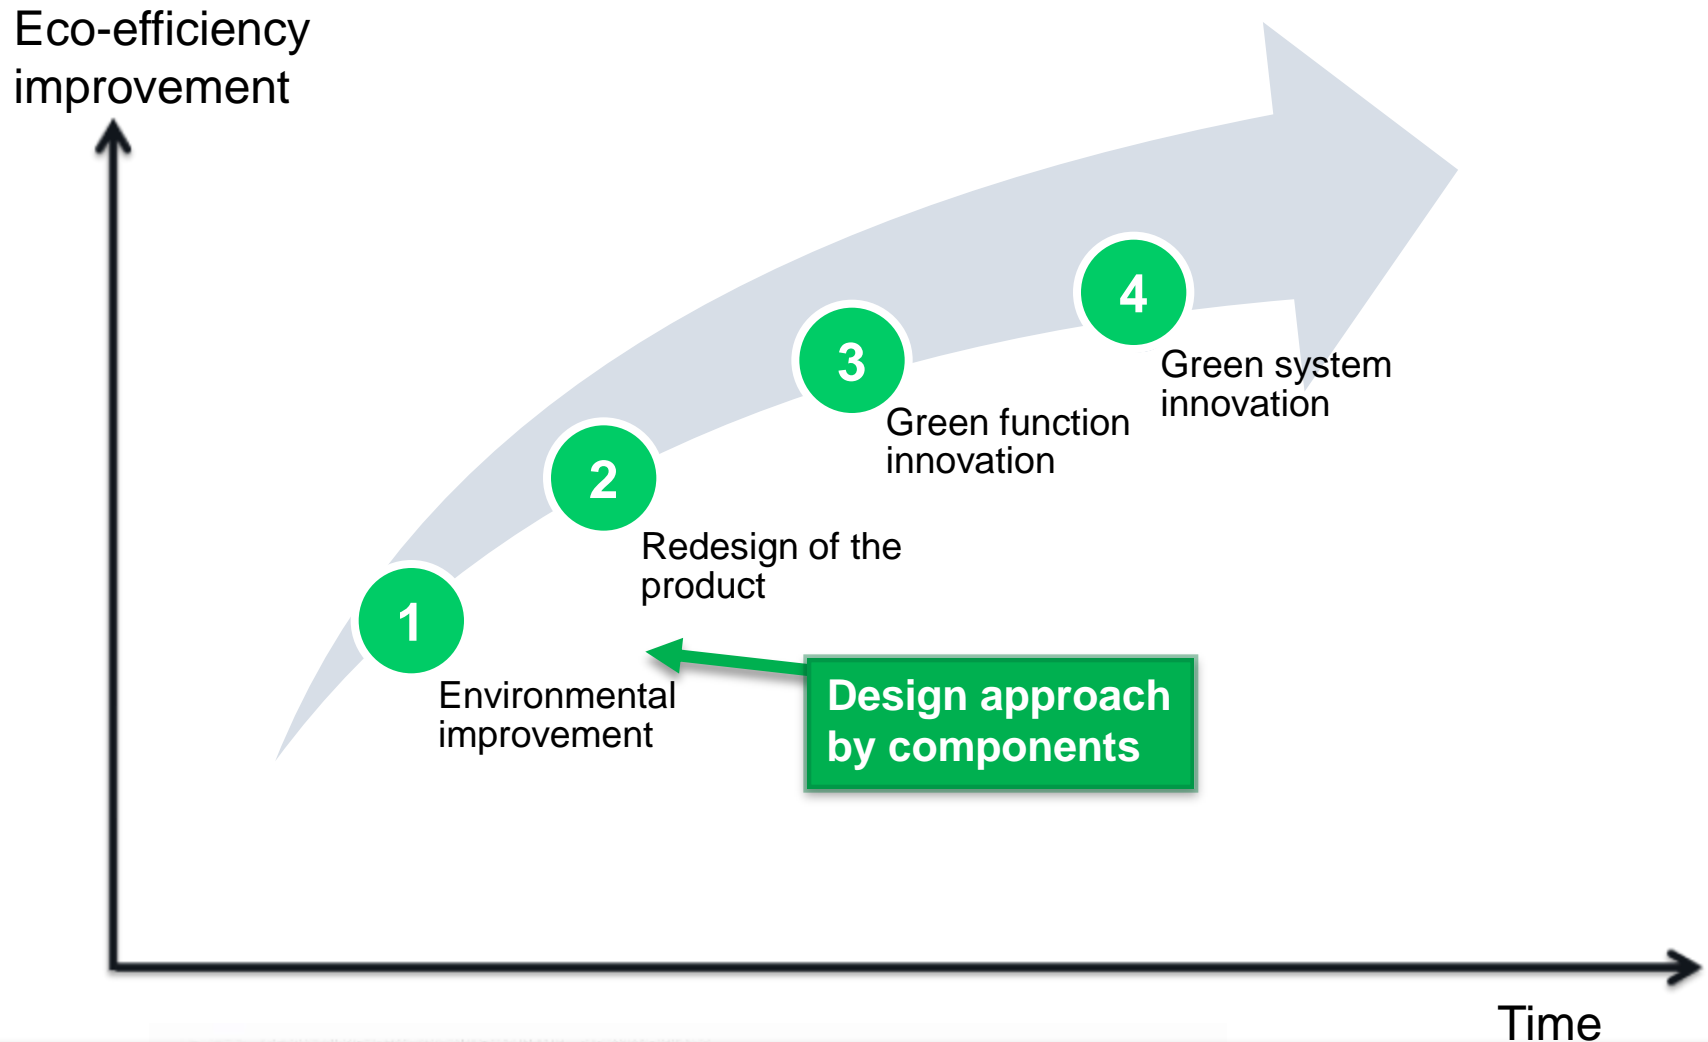 Eco-efficiency
improvement
4
3
Green system
innovation
Green function
innovation
2
Redesign of the
product
1
Environmental
improvement
Design approach
by components
Time